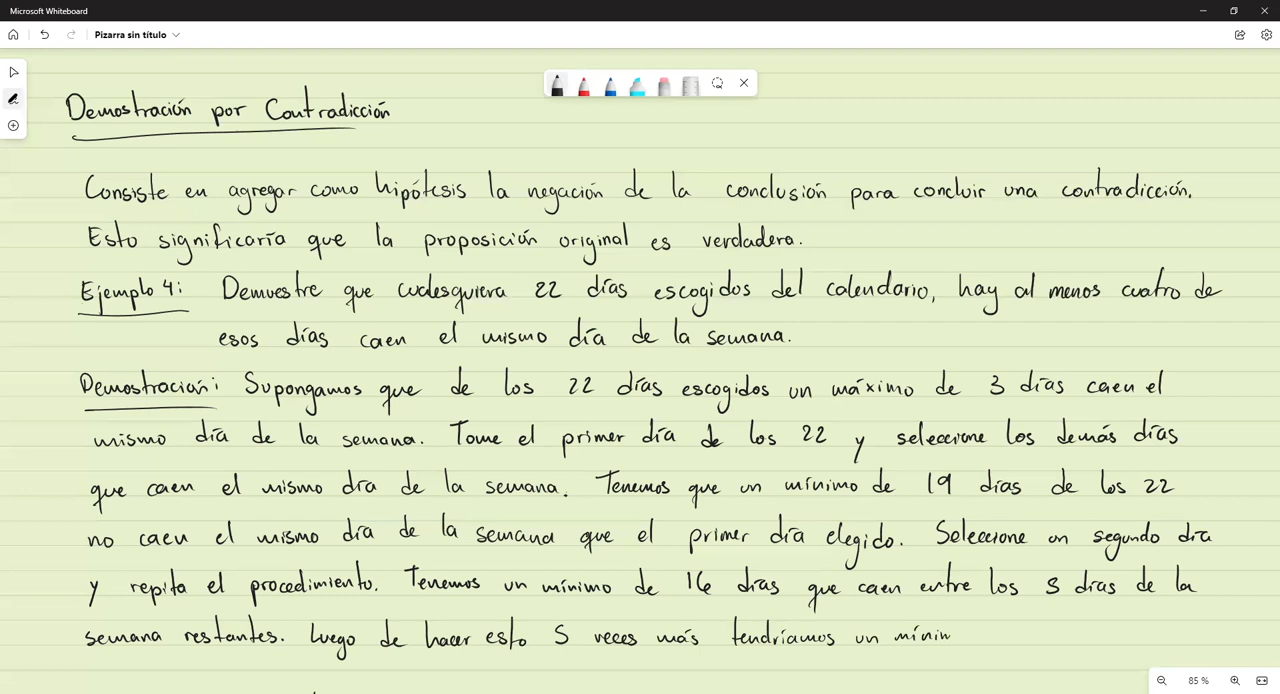 Microsoft Whiteboard
Pizarra sin título
Demostración por Contradicción
Consiste en agregar como hipótesis la negación de la conclusión para concluir una contradicción.
Esto significaría que la proposición original es verdadera.
Ejemplo 4: Demuestre que cualesquiera 22 días escogidos del calendario, hay al menos cuatro de
esos días caen el mismo día de la semana.
Demostración: Supongamos que de los 22 días escogidos un máximo de 3 días caen el
mismo día de la semana. Tome el primer día de los 22 y seleccione los demás días
que caen el mismo día de la semana. Tenemos que un mínimo de 19 días de los 22
no caen el mismo día de la semana que el primer día elegido. Seleccione un segundo día
y repita el procedimiento. Tenemos un mínimo de 16 días que caen entre los 5 días de la
semana restantes. Luego de hacer esto 5 veces más tendríamos un mínim
85 %